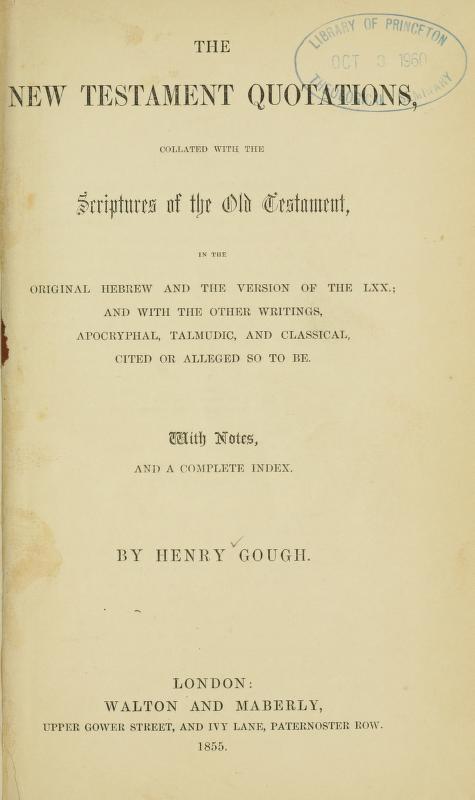 LIBRARY OF PRINCETON
OCT 3 1960
THEOLOGICAL SEMINARY
THE
NEW TESTAMENT QUOTATIONS,
COLLATED WITH THE
Scriptures of the Old Testament,
IN THE
ORIGINAL HEBREW AND THE VERSION OF THE LXX.;
AND WITH THE OTHER WRITINGS,
APOCRYPHAL, TALMUDIC, AND CLASSICAL,
CITED OR ALLEGED SO TO BE.
With Notes,
AND A COMPLETE INDEX.
BY HENRY GOUGH.
LONDON:
WALTON AND MABERLY,
UPPER GOWER STREET, AND IVY LANE, PATERNOSTER ROW.
1855.